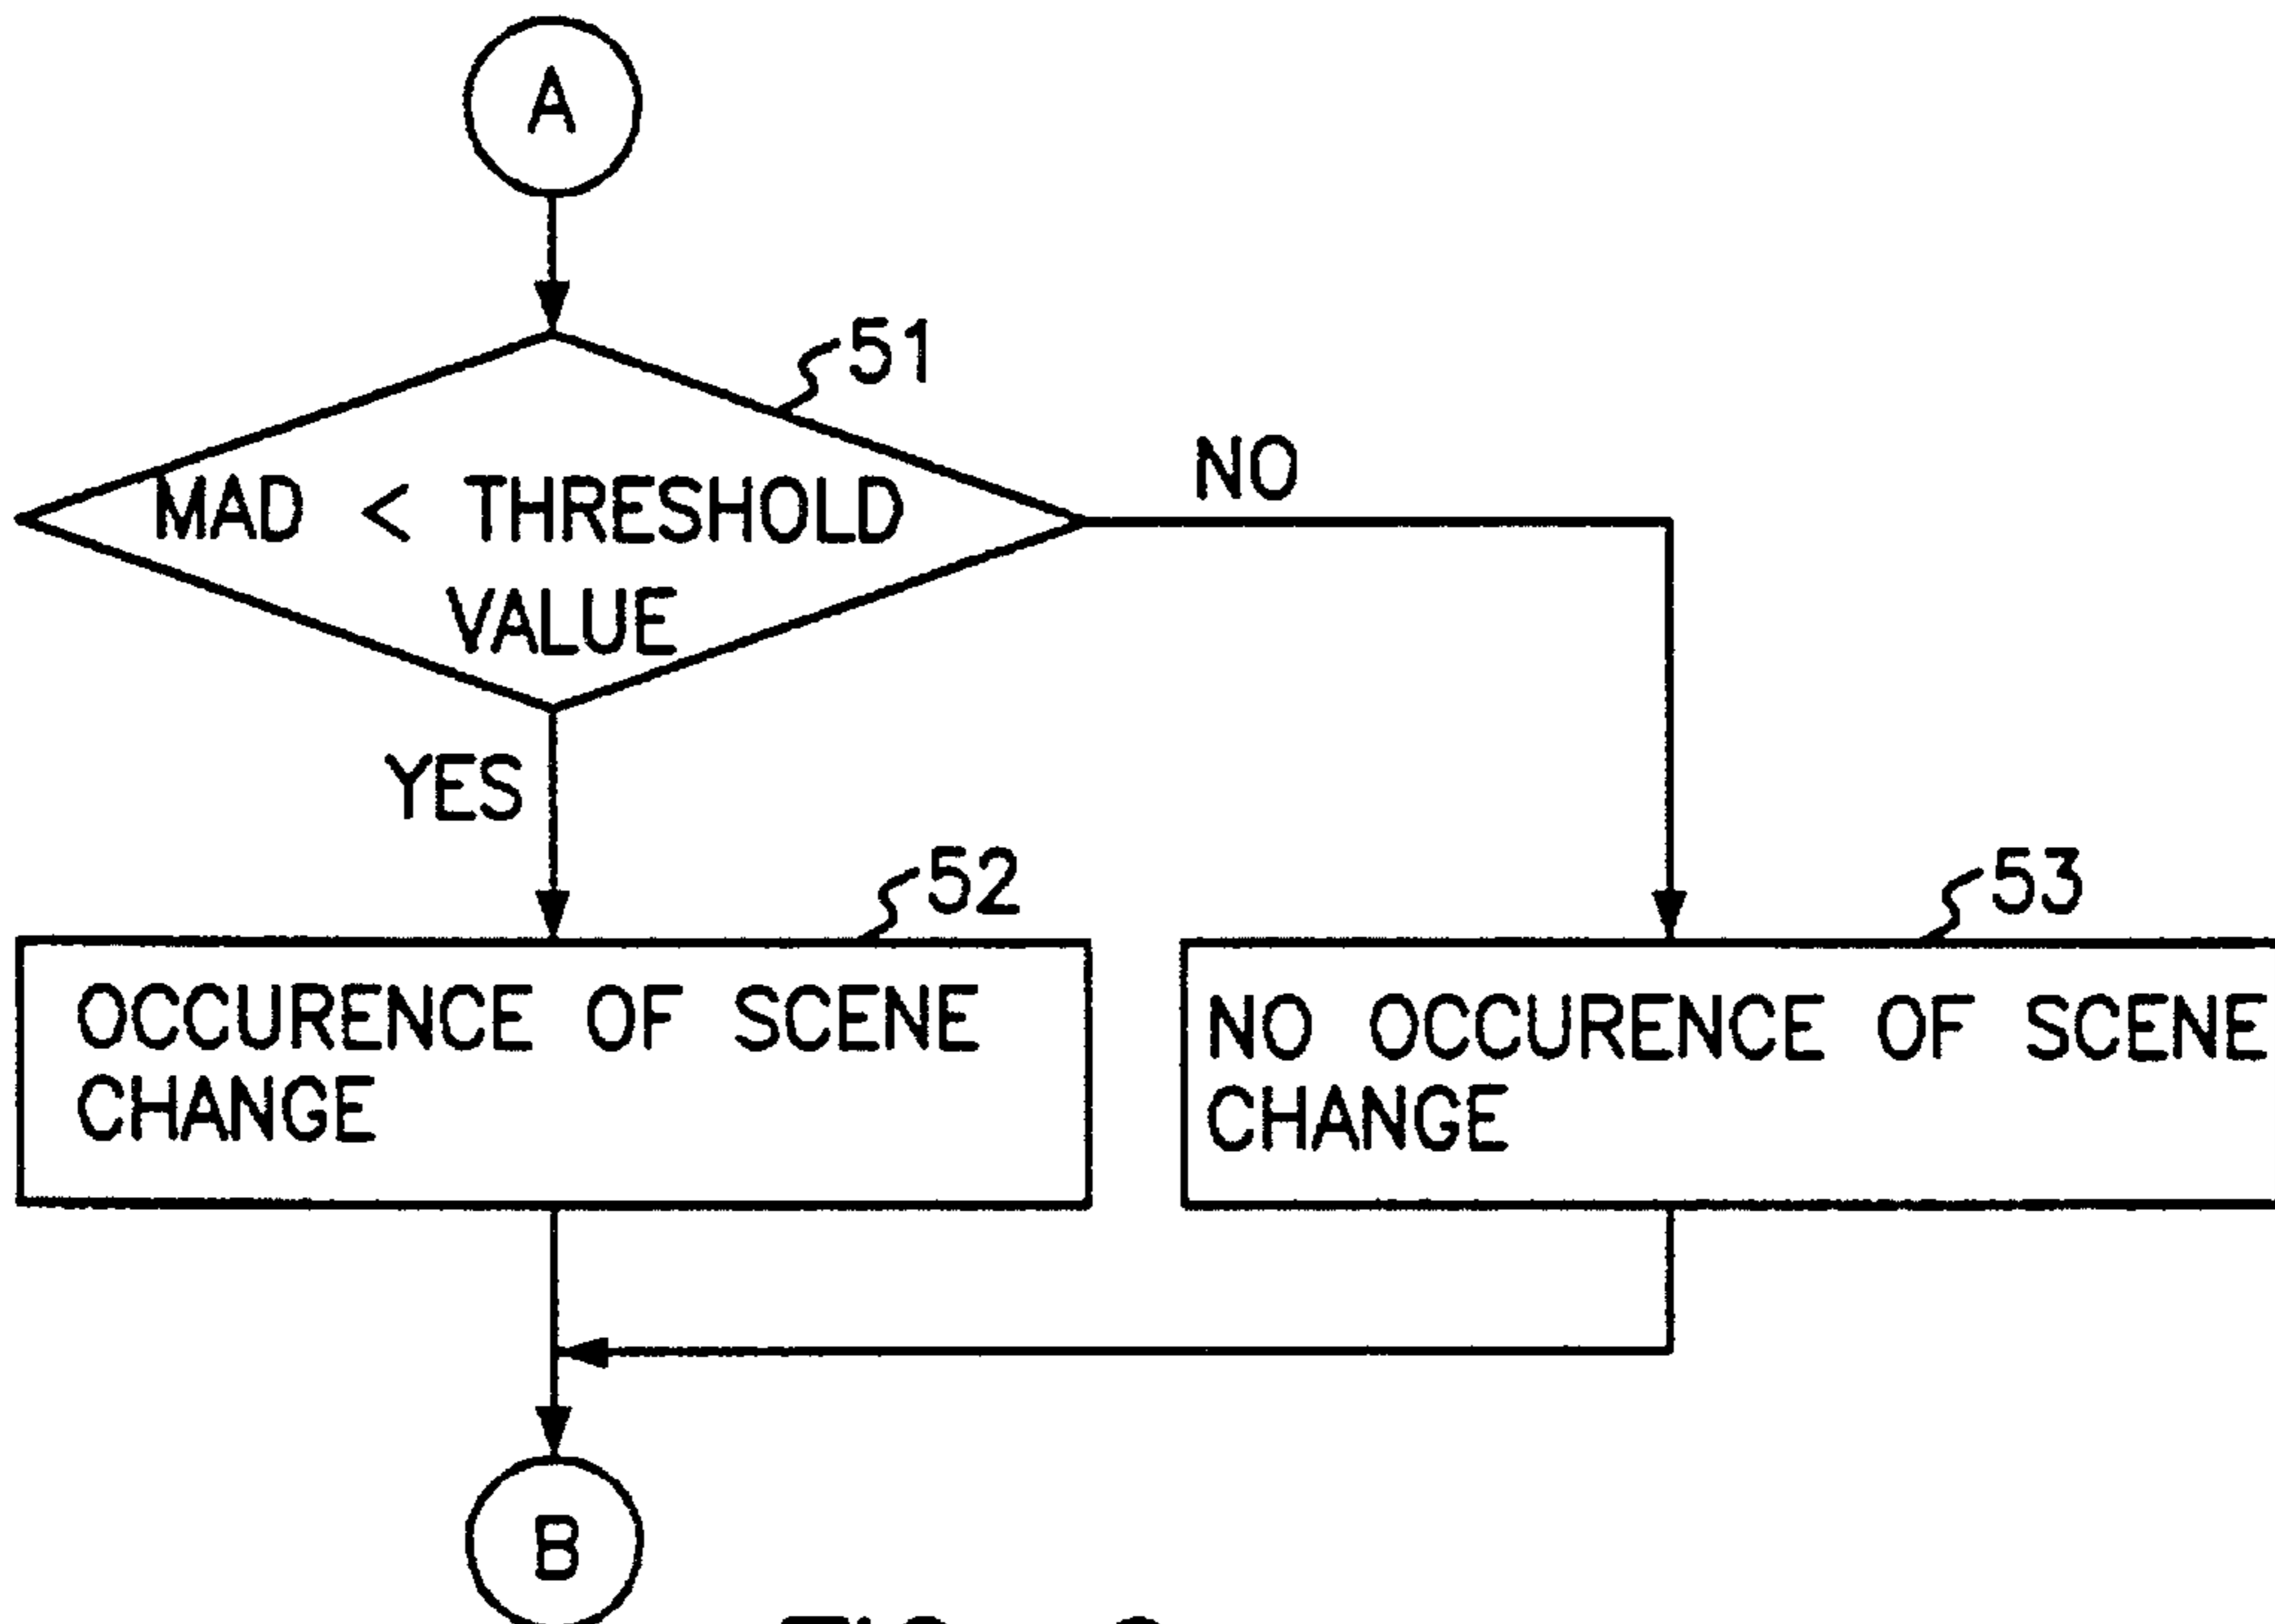 A
51
MAD < THRESHOLD
VALUE
NO
YES
52
53
OCCURENCE OF SCENE
CHANGE
NO OCCURENCE OF SCENE
CHANGE
B